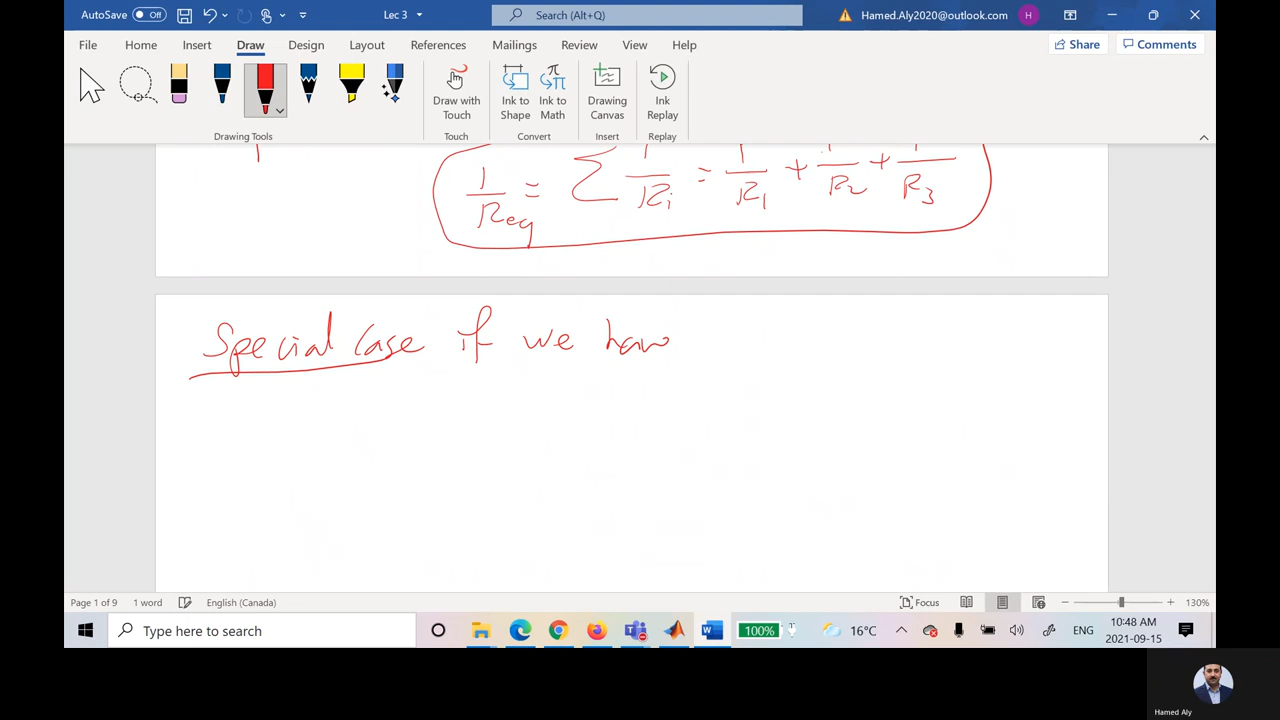 AutoSave Off Lec 3 Search (Alt+Q) Hamed.Aly2020@outlook.com H
File Home Insert Draw Design Layout References Mailings Review View Help Share Comments
Draw with Touch Ink to Shape Ink to Math Drawing Canvas Ink Replay
Drawing Tools Touch Convert Insert Replay
1/Req = Σ 1/Ri = 1/R1 + 1/R2 + 1/R3
Special case if we hav
Page 1 of 9 1 word English (Canada) Focus 130%
Type here to search 100% 16°C ENG 10:48 AM 2021-09-15
Hamed Aly